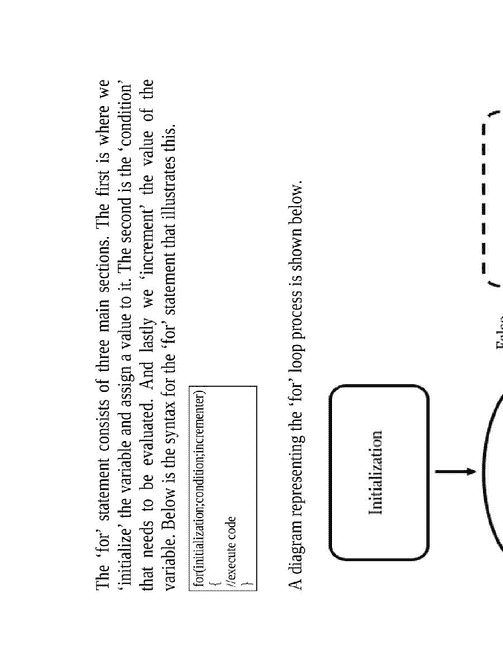 The ‘for’ statement consists of three main sections. The first is where we
‘initialize’ the variable and assign a value to it. The second is the ‘condition’
that needs to be evaluated. And lastly we ‘increment’ the value of the
variable. Below is the syntax for the ‘for’ statement that illustrates this.
for(initialization;condition;incrementer)
{
//execute code
}
A diagram representing the ‘for’ loop process is shown below.
Initialization